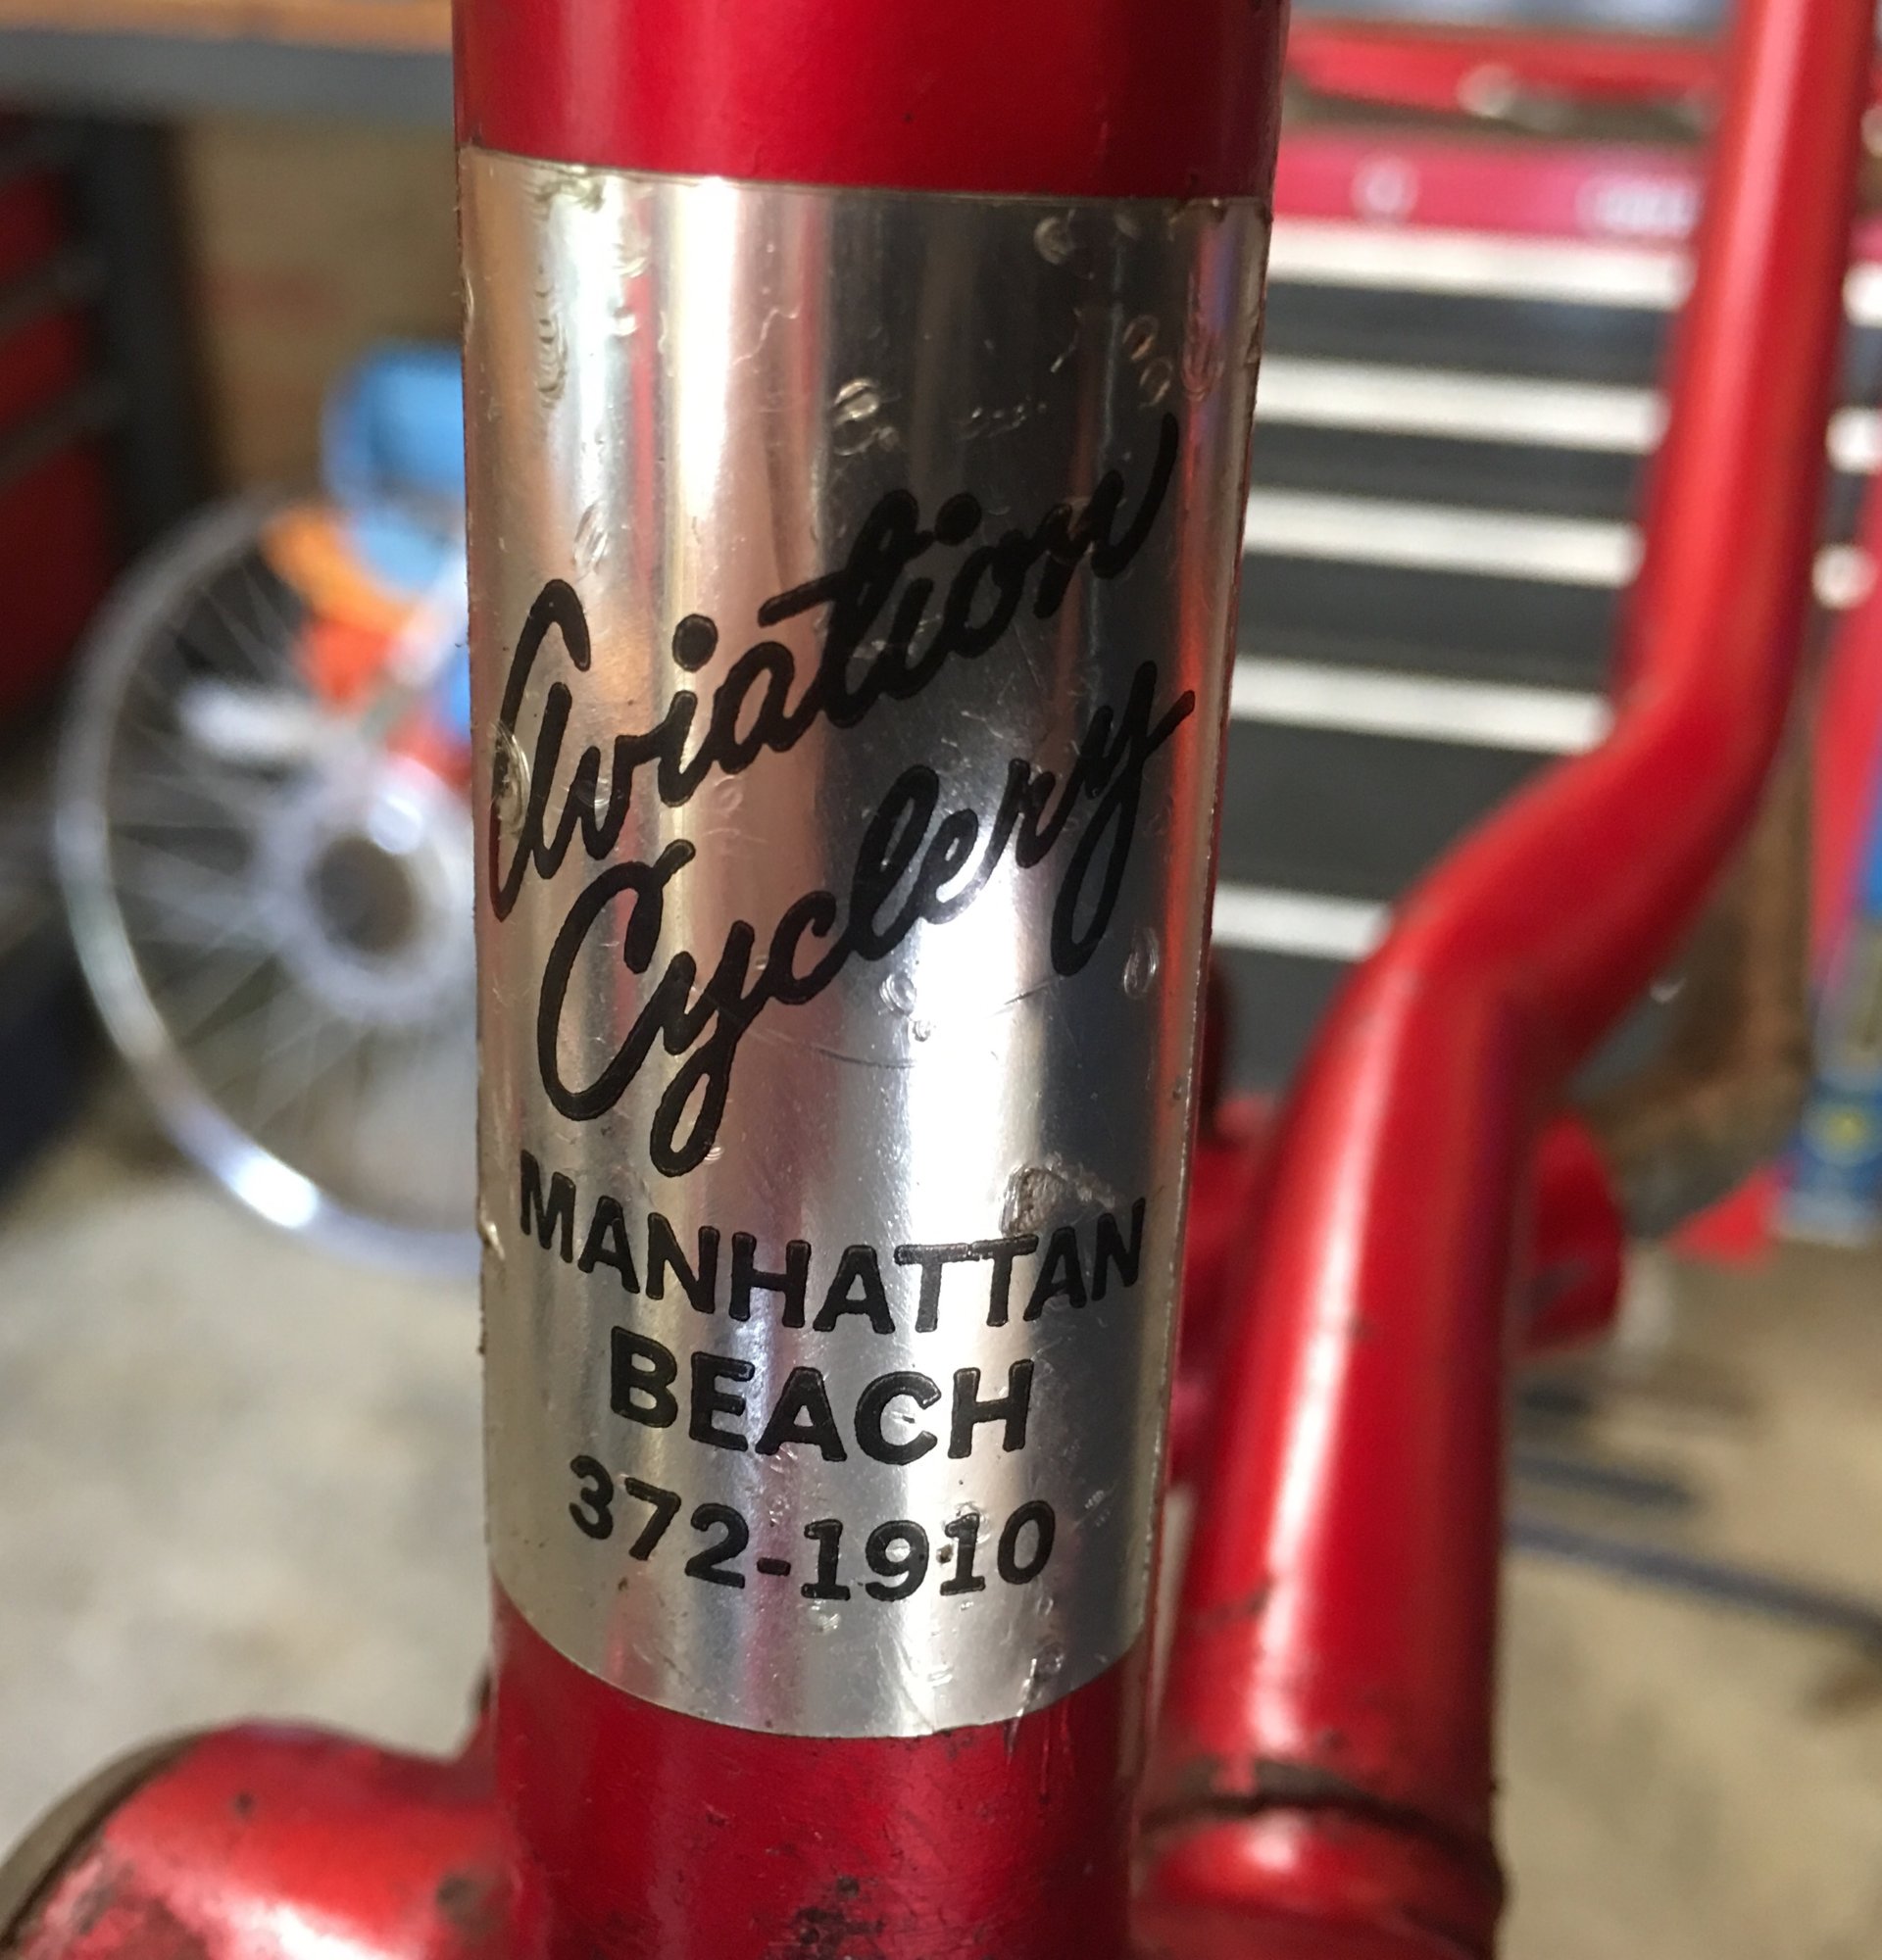 Aviation
Cyclery
MANHATTAN
BEACH
372-1910